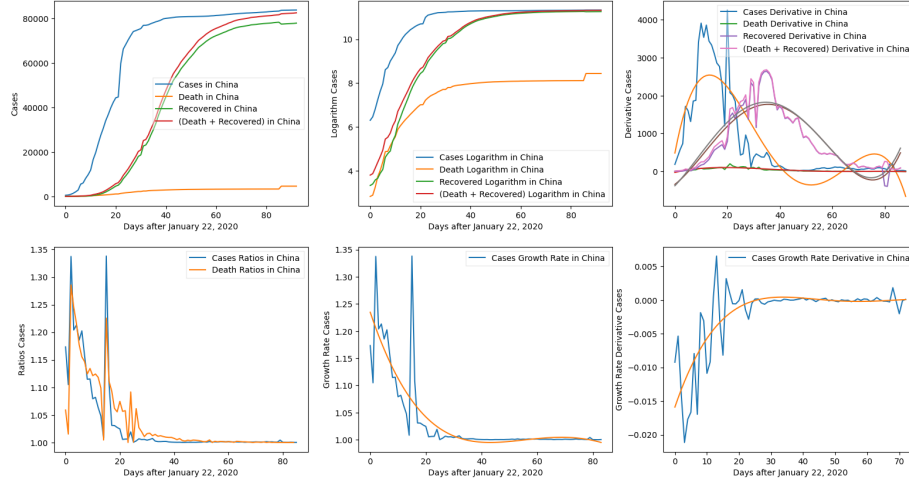 80000
60000
40000
20000
0
Cases
0 20 40 60 80
Days after January 22, 2020
Cases in China
Death in China
Recovered in China
(Death + Recovered) in China
10
8
6
4
Logarithm Cases
0 20 40 60 80
Days after January 22, 2020
Cases Logarithm in China
Death Logarithm in China
Recovered Logarithm in China
(Death + Recovered) Logarithm in China
4000
3000
2000
1000
0
Derivative Cases
0 20 40 60 80
Days after January 22, 2020
Cases Derivative in China
Death Derivative in China
Recovered Derivative in China
(Death + Recovered) Derivative in China
1.35
1.30
1.25
1.20
1.15
1.10
1.05
1.00
Ratios Cases
0 20 40 60 80
Days after January 22, 2020
Cases Ratios in China
Death Ratios in China
1.35
1.30
1.25
1.20
1.15
1.10
1.05
1.00
Growth Rate Cases
0 20 40 60 80
Days after January 22, 2020
Cases Growth Rate in China
0.005
0.000
−0.005
−0.010
−0.015
−0.020
Growth Rate Derivative Cases
0 10 20 30 40 50 60 70
Days after January 22, 2020
Cases Growth Rate Derivative in China